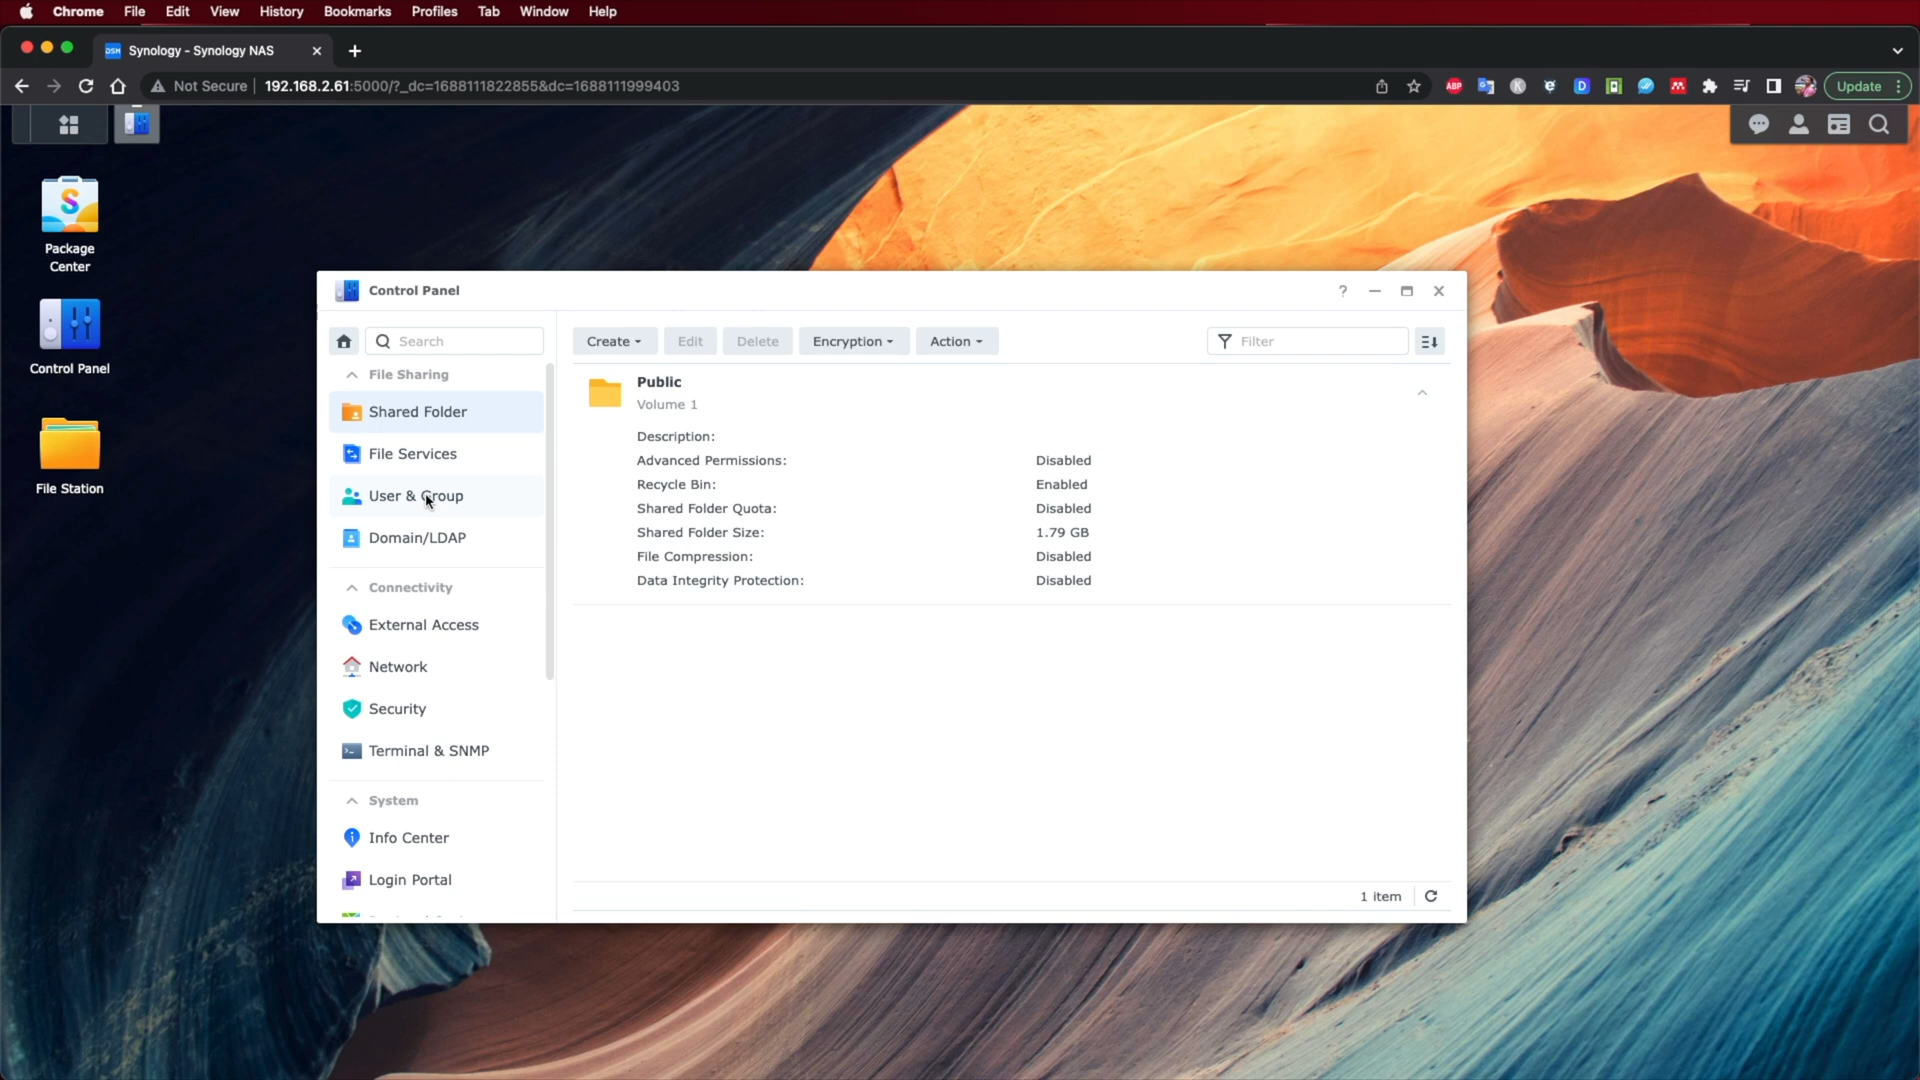 Chrome File Edit View History Bookmarks Profiles Tab Window Help
DSM Synology - Synology NAS
Not Secure 192.168.2.61:5000/?_dc=1688111822855&dc=1688111999403
ABP K D Update
S
Package
Center
Control Panel
File Station
Control Panel ?
Search
File Sharing
Shared Folder
File Services
User & Group
Domain/LDAP
Connectivity
External Access
Network
Security
Terminal & SNMP
System
Info Center
Login Portal
Create Edit Delete Encryption Action Filter
Public
Volume 1
Description:
Advanced Permissions: Disabled
Recycle Bin: Enabled
Shared Folder Quota: Disabled
Shared Folder Size: 1.79 GB
File Compression: Disabled
Data Integrity Protection: Disabled
1 item